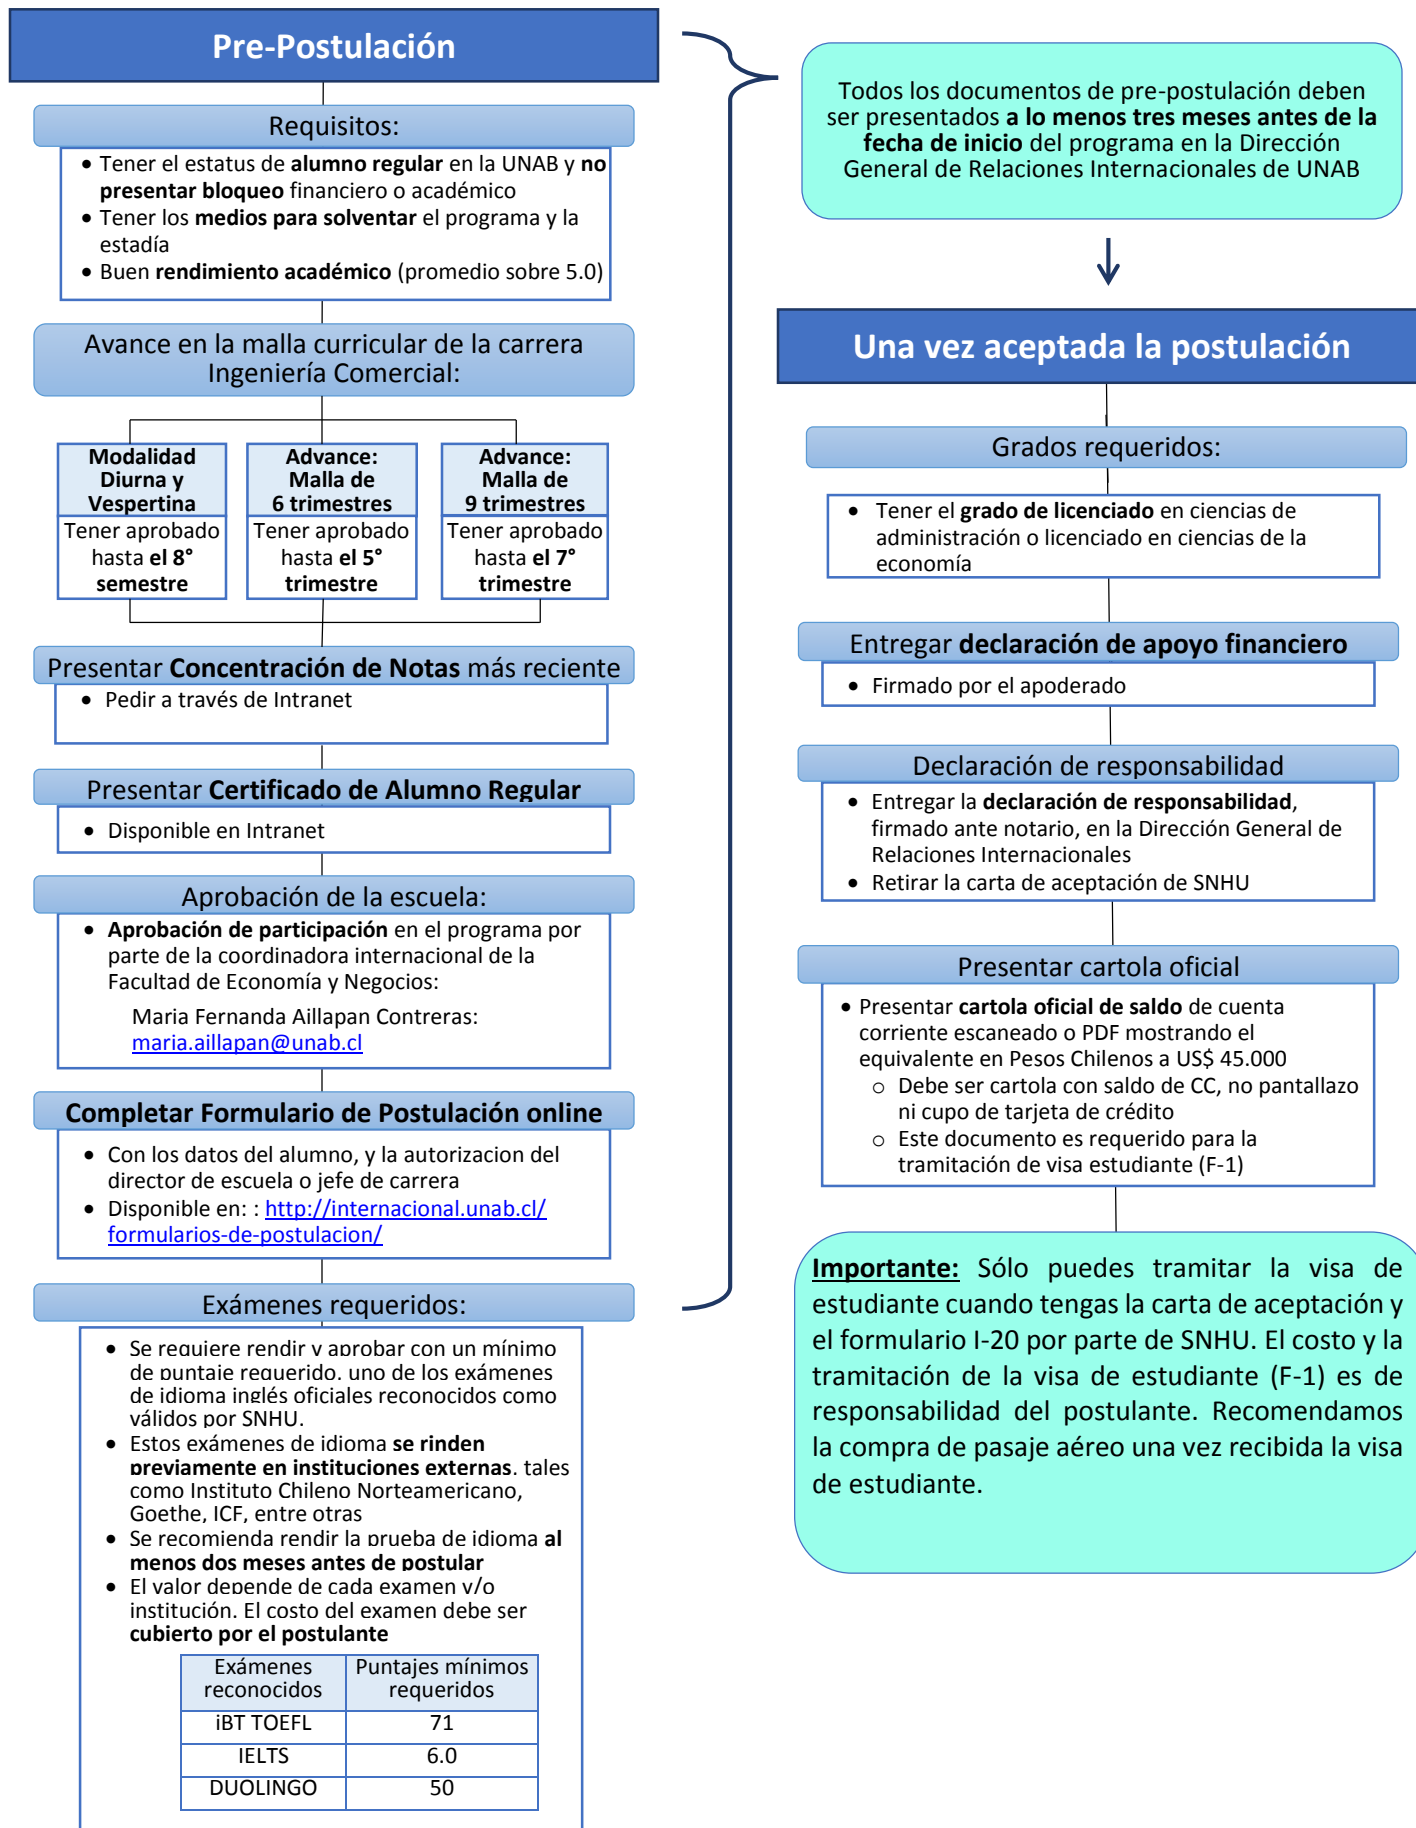 Pre-Postulación
Requisitos:
• Tener el estatus de alumno regular en la UNAB y no
presentar bloqueo financiero o académico
• Tener los medios para solventar el programa y la
estadía
• Buen rendimiento académico (promedio sobre 5.0)
Avance en la malla curricular de la carrera
Ingeniería Comercial:
Modalidad
Diurna y
Vespertina
Tener aprobado
hasta el 8°
semestre
Advance:
Malla de
6 trimestres
Tener aprobado
hasta el 5°
trimestre
Advance:
Malla de
9 trimestres
Tener aprobado
hasta el 7°
trimestre
Presentar Concentración de Notas más reciente
• Pedir a través de Intranet
Presentar Certificado de Alumno Regular
• Disponible en Intranet
Aprobación de la escuela:
• Aprobación de participación en el programa por
parte de la coordinadora internacional de la
Facultad de Economía y Negocios:
Maria Fernanda Aillapan Contreras:
maria.aillapan@unab.cl
Completar Formulario de Postulación online
• Con los datos del alumno, y la autorizacion del
director de escuela o jefe de carrera
• Disponible en: : http://internacional.unab.cl/
formularios-de-postulacion/
Exámenes requeridos:
• Se requiere rendir y aprobar con un mínimo
de puntaje requerido, uno de los exámenes
de idioma inglés oficiales reconocidos como
válidos por SNHU.
• Estos exámenes de idioma se rinden
previamente en instituciones externas, tales
como Instituto Chileno Norteamericano,
Goethe, ICF, entre otras
• Se recomienda rendir la prueba de idioma al
menos dos meses antes de postular
• El valor depende de cada examen y/o
institución. El costo del examen debe ser
cubierto por el postulante
Exámenes
reconocidos
Puntajes mínimos
requeridos
iBT TOEFL 71
IELTS 6.0
DUOLINGO 50
Todos los documentos de pre-postulación deben
ser presentados a lo menos tres meses antes de la
fecha de inicio del programa en la Dirección
General de Relaciones Internacionales de UNAB
Una vez aceptada la postulación
Grados requeridos:
• Tener el grado de licenciado en ciencias de
administración o licenciado en ciencias de la
economía
Entregar declaración de apoyo financiero
• Firmado por el apoderado
Declaración de responsabilidad
• Entregar la declaración de responsabilidad,
firmado ante notario, en la Dirección General de
Relaciones Internacionales
• Retirar la carta de aceptación de SNHU
Presentar cartola oficial
• Presentar cartola oficial de saldo de cuenta
corriente escaneado o PDF mostrando el
equivalente en Pesos Chilenos a US$ 45.000
o Debe ser cartola con saldo de CC, no pantallazo
ni cupo de tarjeta de crédito
o Este documento es requerido para la
tramitación de visa estudiante (F-1)
Importante: Sólo puedes tramitar la visa de
estudiante cuando tengas la carta de aceptación y
el formulario I-20 por parte de SNHU. El costo y la
tramitación de la visa de estudiante (F-1) es de
responsabilidad del postulante. Recomendamos
la compra de pasaje aéreo una vez recibida la visa
de estudiante.